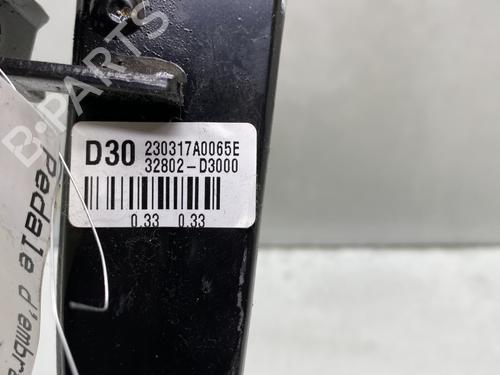 B-PARTS
D30 230317A0065E
32802-D3000
0.33 0.33
Pedale d'embra